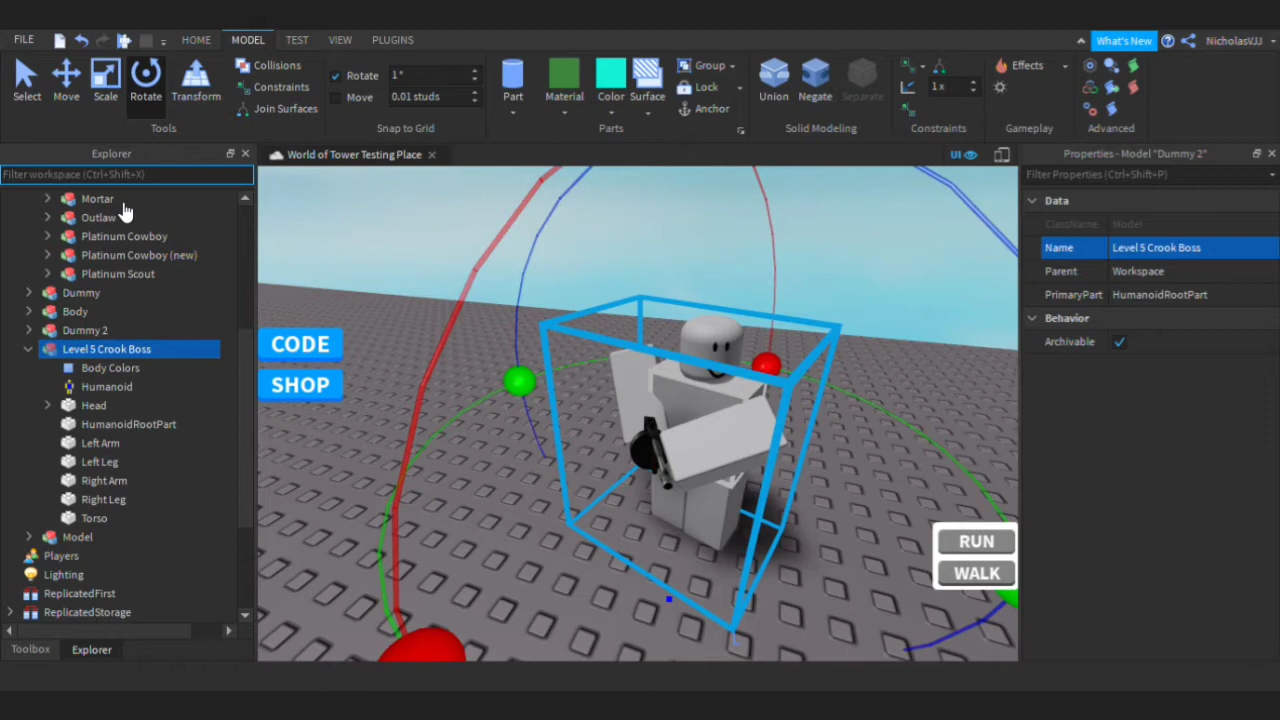 FILE HOME MODEL TEST VIEW PLUGINS What's New NicholasVJJ
Select Move Scale Rotate Transform
Collisions
Constraints
Join Surfaces
Rotate 1°
Move 0.01 studs
Part Material Color Surface
Group
Lock
Anchor
Union Negate Separate
1 x
Effects
Tools Snap to Grid Parts Solid Modeling Constraints Gameplay Advanced
Explorer
World of Tower Testing Place
UI
Properties - Model "Dummy 2"
Filter workspace (Ctrl+Shift+X)
Filter Properties (Ctrl+Shift+P)
Mortar
Outlaw
Platinum Cowboy
Platinum Cowboy (new)
Platinum Scout
Dummy
Body
Dummy 2
Level 5 Crook Boss
Body Colors
Humanoid
Head
HumanoidRootPart
Left Arm
Left Leg
Right Arm
Right Leg
Torso
Model
Players
Lighting
ReplicatedFirst
ReplicatedStorage
Toolbox Explorer
CODE
SHOP
RUN
WALK
Data
ClassName Model
Name Level 5 Crook Boss
Parent Workspace
PrimaryPart HumanoidRootPart
Behavior
Archivable